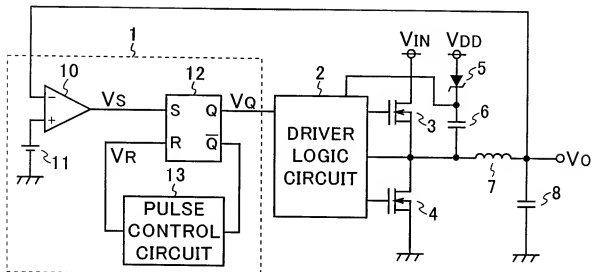 1
VIN
VDD
10
12
2
5
−
+
VS
S
Q
VQ
3
6
11
VR
R
Q̅
DRIVER
LOGIC
CIRCUIT
VO
13
7
8
PULSE
CONTROL
CIRCUIT
4